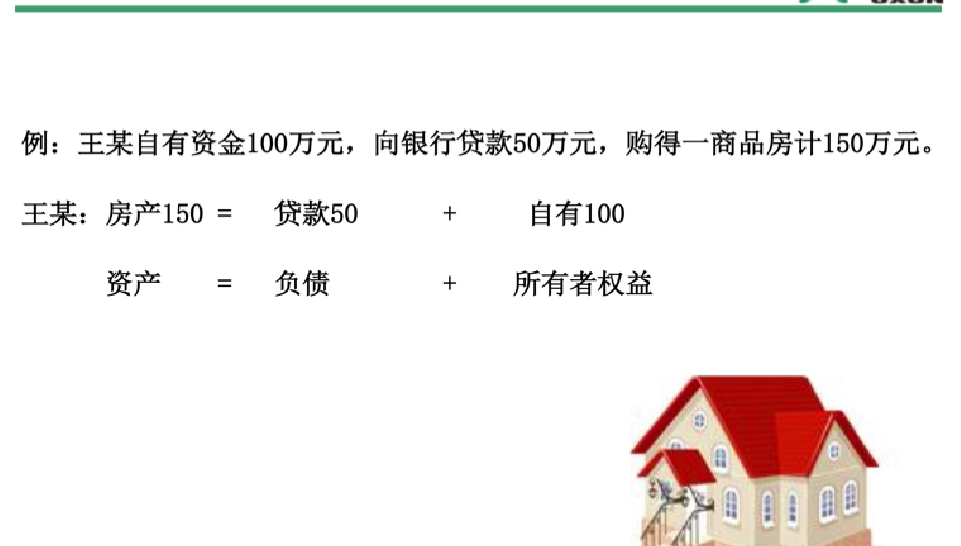 例：王某自有资金100万元，向银行贷款50万元，购得一商品房计150万元。
王某：房产150 = 贷款50 + 自有100
资产 = 负债 + 所有者权益